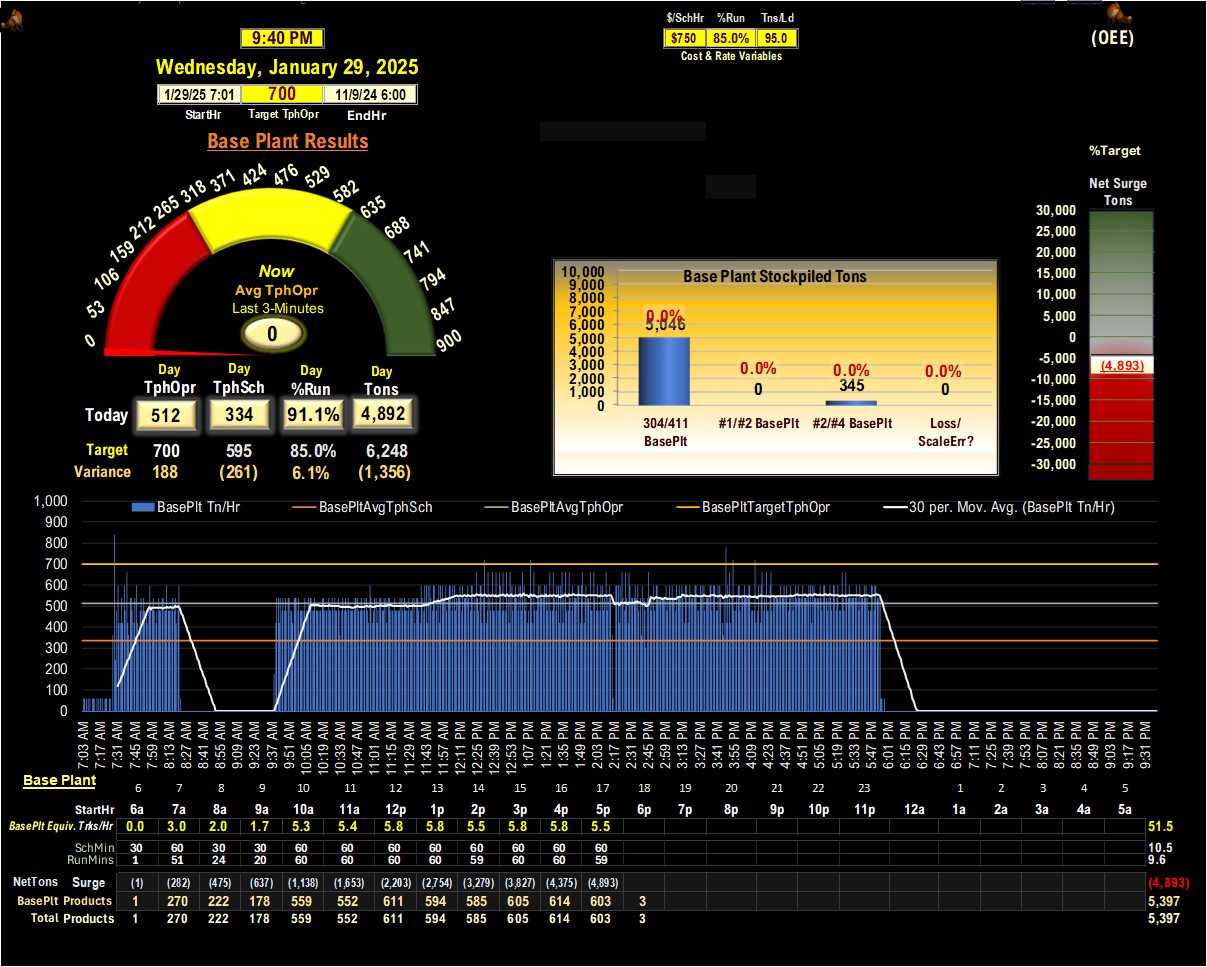 $/SchHr %Run Tns/Ld
9:40 PM
$750 85.0% 95.0
(OEE)
Cost & Rate Variables
Wednesday, January 29, 2025
1/29/25 7:01 700 11/9/24 6:00
StartHr Target TphOpr EndHr
Base Plant Results
0 53 106 159 212 265 318 371 424 476 529 582 635 688 741 794 847 900
Now
Avg TphOpr
Last 3-Minutes
0
Day Day Day Day
TphOpr TphSch %Run Tons
Today 512 334 91.1% 4,892
Target 700 595 85.0% 6,248
Variance 188 (261) 6.1% (1,356)
Base Plant Stockpiled Tons
10,000
9,000
8,000
7,000
6,000
5,000
4,000
3,000
2,000
1,000
0
0.0% 0.0% 0.0% 0.0%
5,046 0 345 0
304/411 BasePlt
#1/#2 BasePlt
#2/#4 BasePlt
Loss/ ScaleErr?
%Target
Net Surge
Tons
30,000
25,000
20,000
15,000
10,000
5,000
0
-5,000
(4,893)
-10,000
-15,000
-20,000
-25,000
-30,000
BasePlt Tn/Hr BasePltAvgTphSch BasePltAvgTphOpr BasePltTargetTphOpr 30 per. Mov. Avg. (BasePlt Tn/Hr)
1,000
900
800
700
600
500
400
300
200
100
0
7:03 AM 7:17 AM 7:31 AM 7:45 AM 7:59 AM 8:13 AM 8:27 AM 8:41 AM 8:55 AM 9:09 AM 9:23 AM 9:37 AM 9:51 AM 10:05 AM 10:19 AM 10:33 AM 10:47 AM 11:01 AM 11:15 AM 11:29 AM 11:43 AM 11:57 AM 12:11 PM 12:25 PM 12:39 PM 12:53 PM 1:07 PM 1:21 PM 1:35 PM 1:49 PM 2:03 PM 2:17 PM 2:31 PM 2:45 PM 2:59 PM 3:13 PM 3:27 PM 3:41 PM 3:55 PM 4:09 PM 4:23 PM 4:37 PM 4:51 PM 5:05 PM 5:19 PM 5:33 PM 5:47 PM 6:01 PM 6:15 PM 6:29 PM 6:43 PM 6:57 PM 7:11 PM 7:25 PM 7:39 PM 7:53 PM 8:07 PM 8:21 PM 8:35 PM 8:49 PM 9:03 PM 9:17 PM 9:31 PM
Base Plant
6 7 8 9 10 11 12 13 14 15 16 17 18 19 20 21 22 23 1 2 3 4 5
StartHr 6a 7a 8a 9a 10a 11a 12p 1p 2p 3p 4p 5p 6p 7p 8p 9p 10p 11p 12a 1a 2a 3a 4a 5a
BasePlt Equiv. Trks/Hr 0.0 3.0 2.0 1.7 5.3 5.4 5.8 5.8 5.5 5.8 5.8 5.5 51.5
SchMin 30 60 30 30 60 60 60 60 60 60 60 60 10.5
RunMins 1 51 24 20 60 60 60 60 59 60 60 59 9.6
NetTons Surge (1) (282) (475) (637) (1,138) (1,653) (2,203) (2,754) (3,279) (3,827) (4,375) (4,893) (4,893)
BasePlt Products 1 270 222 178 559 552 611 594 585 605 614 603 3 5,397
Total Products 1 270 222 178 559 552 611 594 585 605 614 603 3 5,397